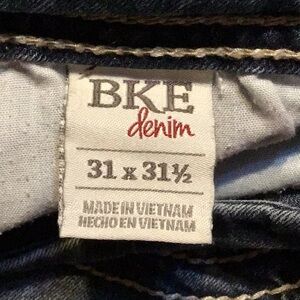 BKE
denim
31 x 31½
MADE IN VIETNAM
HECHO EN VIETNAM